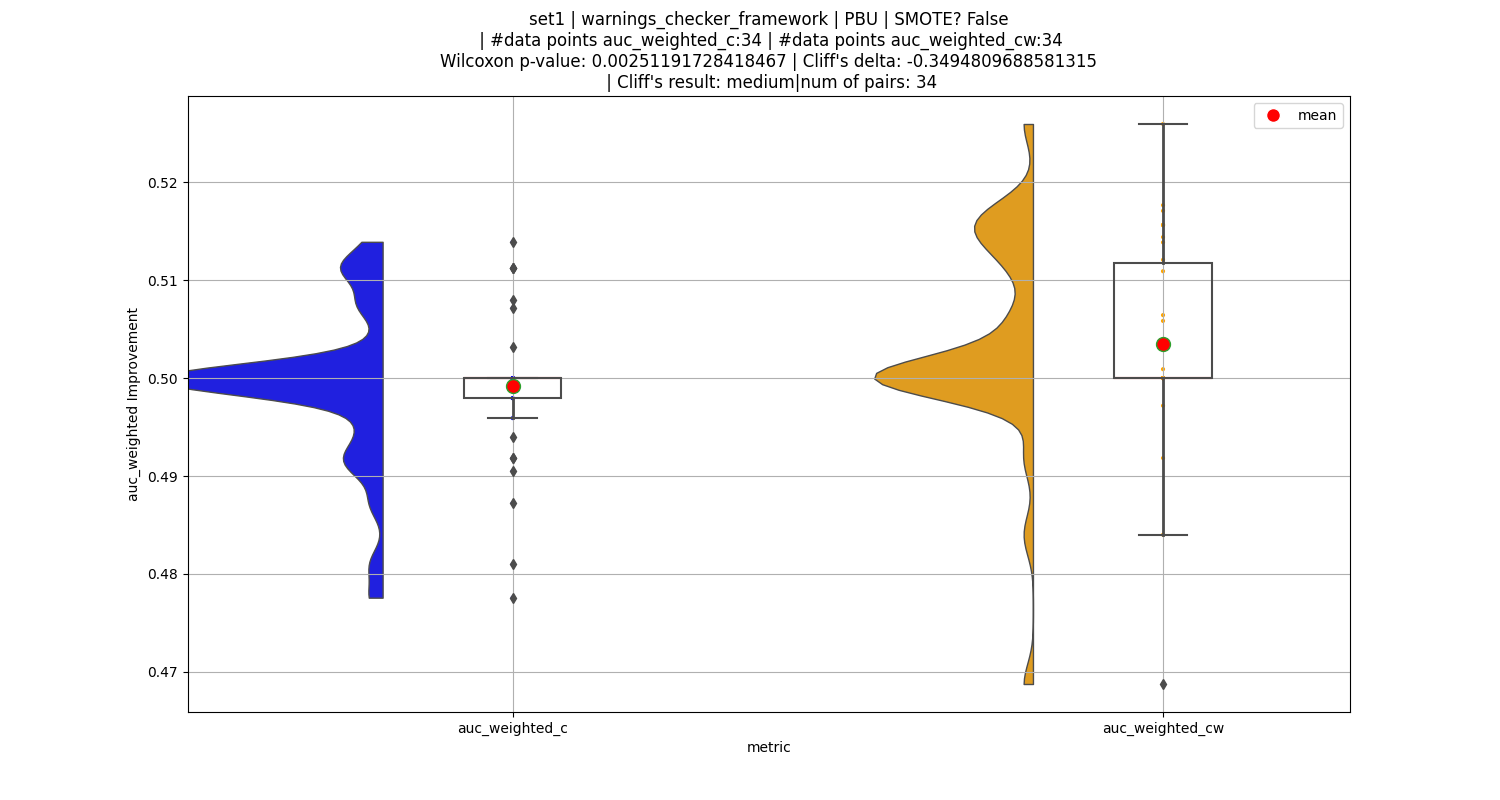 set1 | warnings_checker_framework | PBU | SMOTE? False
| #data points auc_weighted_c:34 | #data points auc_weighted_cw:34
Wilcoxon p-value: 0.00251191728418467 | Cliff's delta: -0.3494809688581315
| Cliff's result: medium|num of pairs: 34
mean
0.52
0.51
0.50
0.49
0.48
0.47
auc_weighted Improvement
auc_weighted_c
auc_weighted_cw
metric